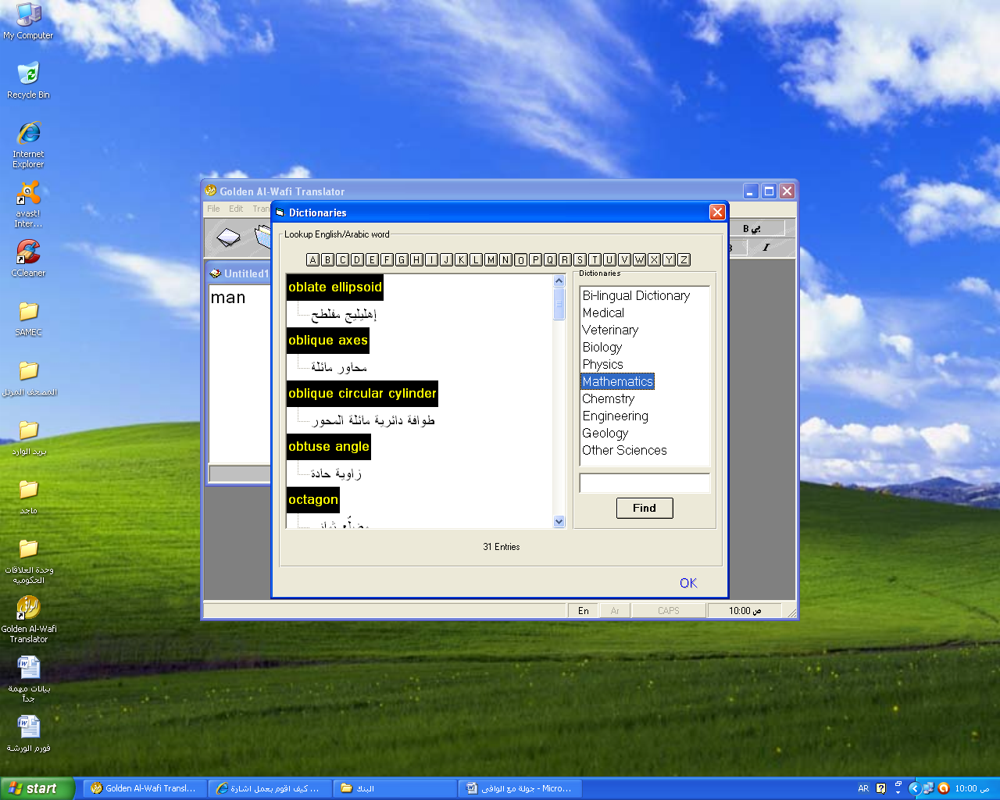 My Computer
Recycle Bin
Internet
Explorer
avast!
Inter...
CCleaner
SAMEC
المصحف المرتل
بريد الوارد
ماجد
وحدة العلاقات
الحكومية
Golden Al-Wafi
Translator
بيانات مهمة
جداً
فورم الورشة
Golden Al-Wafi Translator
File Edit Tran
B بي
I
Untitled1
man
Dictionaries
Lookup English/Arabic word
A B C D E F G H I J K L M N O P Q R S T U V W X Y Z
oblate ellipsoid
إهليليج مفلطح
oblique axes
محاور مائلة
oblique circular cylinder
طوافة دائرية مائلة المحور
obtuse angle
زاوية حادة
octagon
Dictionaries
Bi-lingual Dictionary
Medical
Veterinary
Biology
Physics
Mathematics
Chemstry
Engineering
Geology
Other Sciences
Find
31 Entries
OK
En Ar CAPS 10:00 ص
start
Golden Al-Wafi Transl...
كيف اقوم بعمل اشارة ...
البنك
جولة مع الوافي - Micro...
AR
10:00 ص